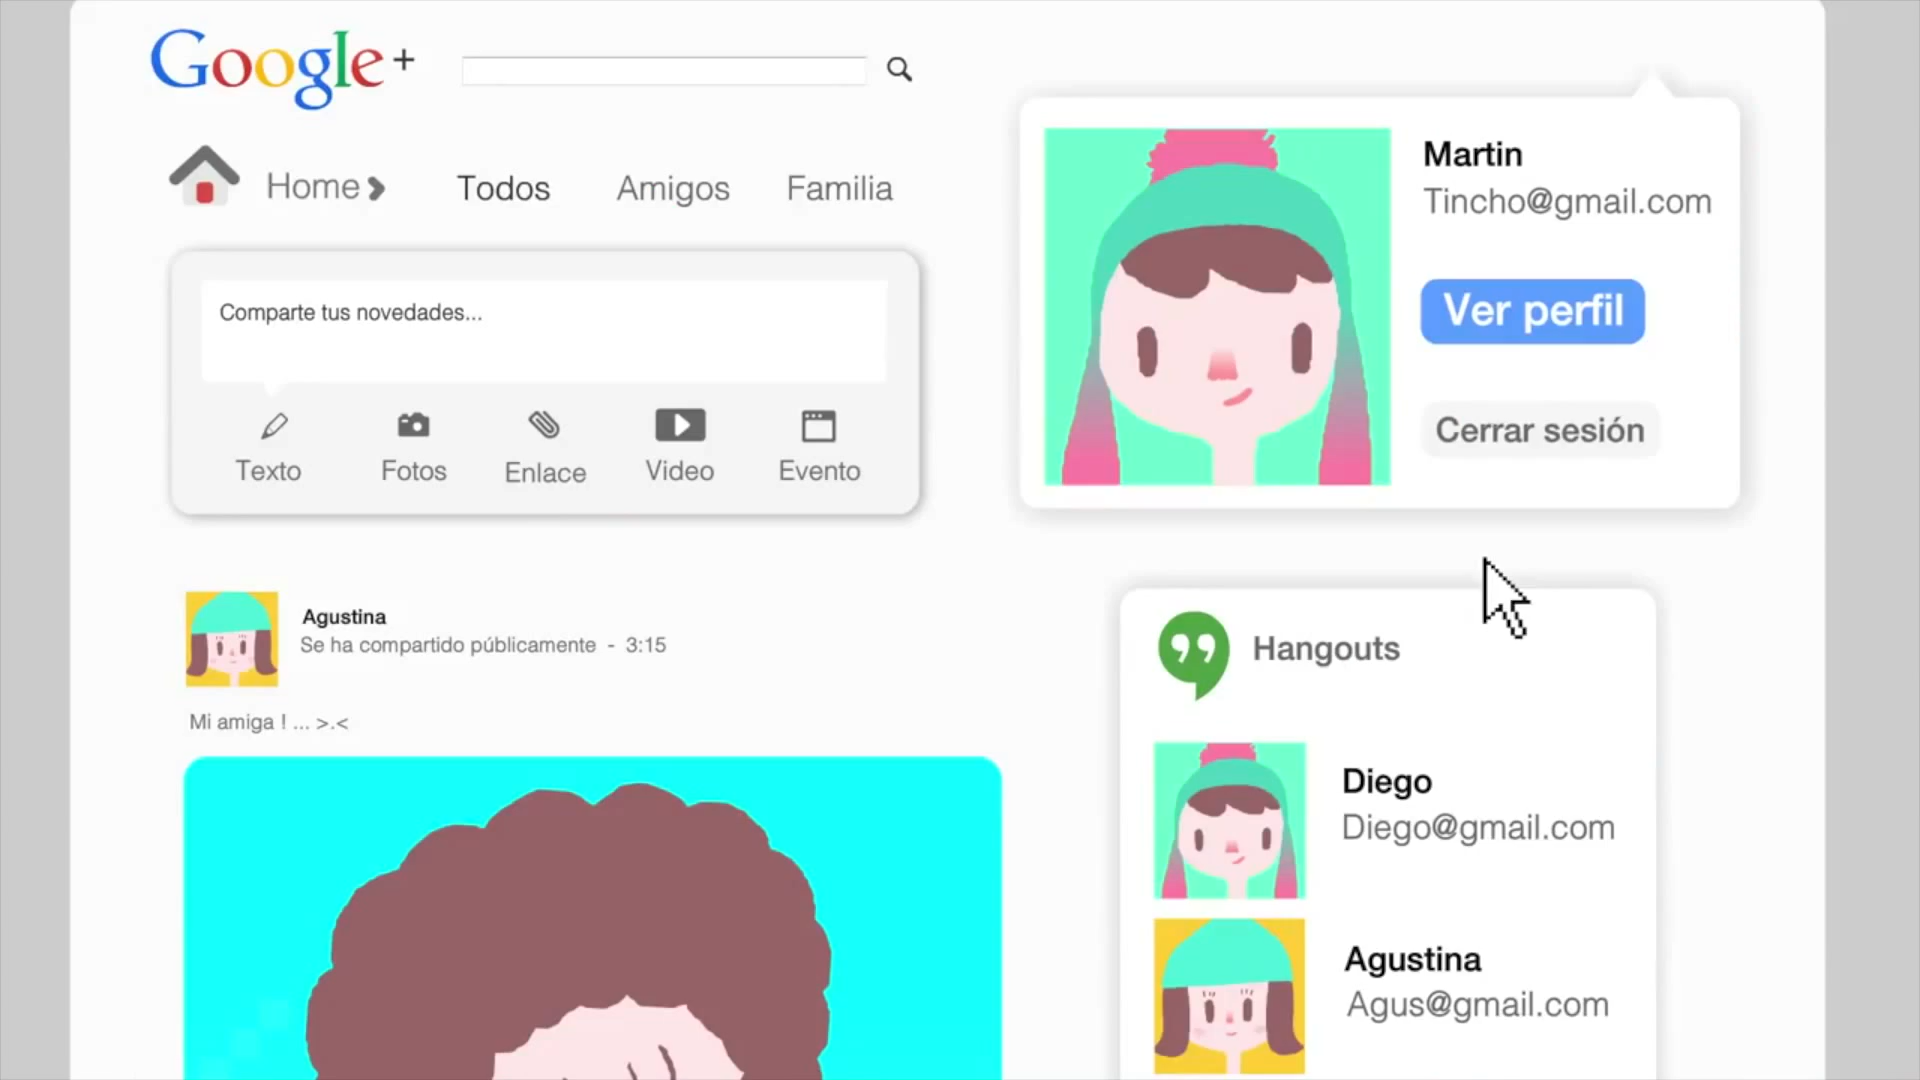 Google+
Home Todos Amigos Familia
Comparte tus novedades...
Texto Fotos Enlace Video Evento
Martin
Tincho@gmail.com
Ver perfil
Cerrar sesión
Agustina
Se ha compartido públicamente - 3:15
Mi amiga ! ... >.<
Hangouts
Diego
Diego@gmail.com
Agustina
Agus@gmail.com